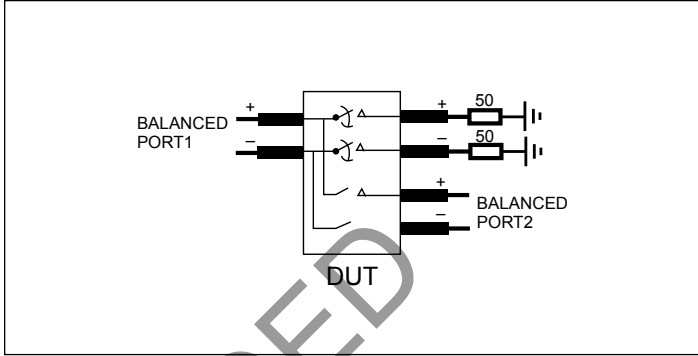 + + 50
BALANCED
PORT1
– – 50
+ BALANCED
– PORT2
DUT